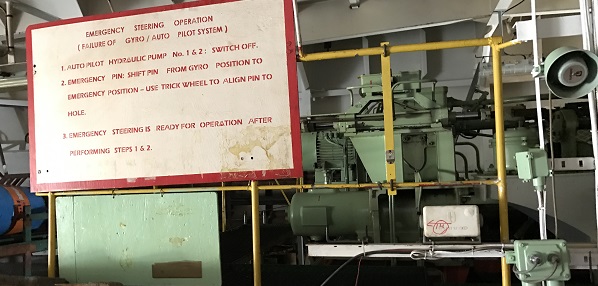 EMERGENCY STEERING OPERATION
( FAILURE OF GYRO / AUTO PILOT SYSTEM )
1. AUTO PILOT HYDRAULIC PUMP No. 1 & 2 : SWITCH OFF.
2. EMERGENCY PIN: SHIFT PIN FROM GYRO POSITION TO
EMERGENCY POSITION – USE TRICK WHEEL TO ALIGN PIN TO
HOLE.
3. EMERGENCY STEERING IS READY FOR OPERATION AFTER
PERFORMING STEPS 1 & 2.